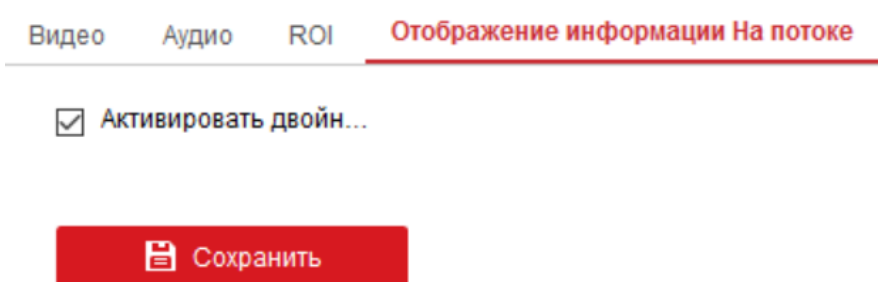 Видео Аудио ROI Отображение информации На потоке
Активировать двойн...
Сохранить